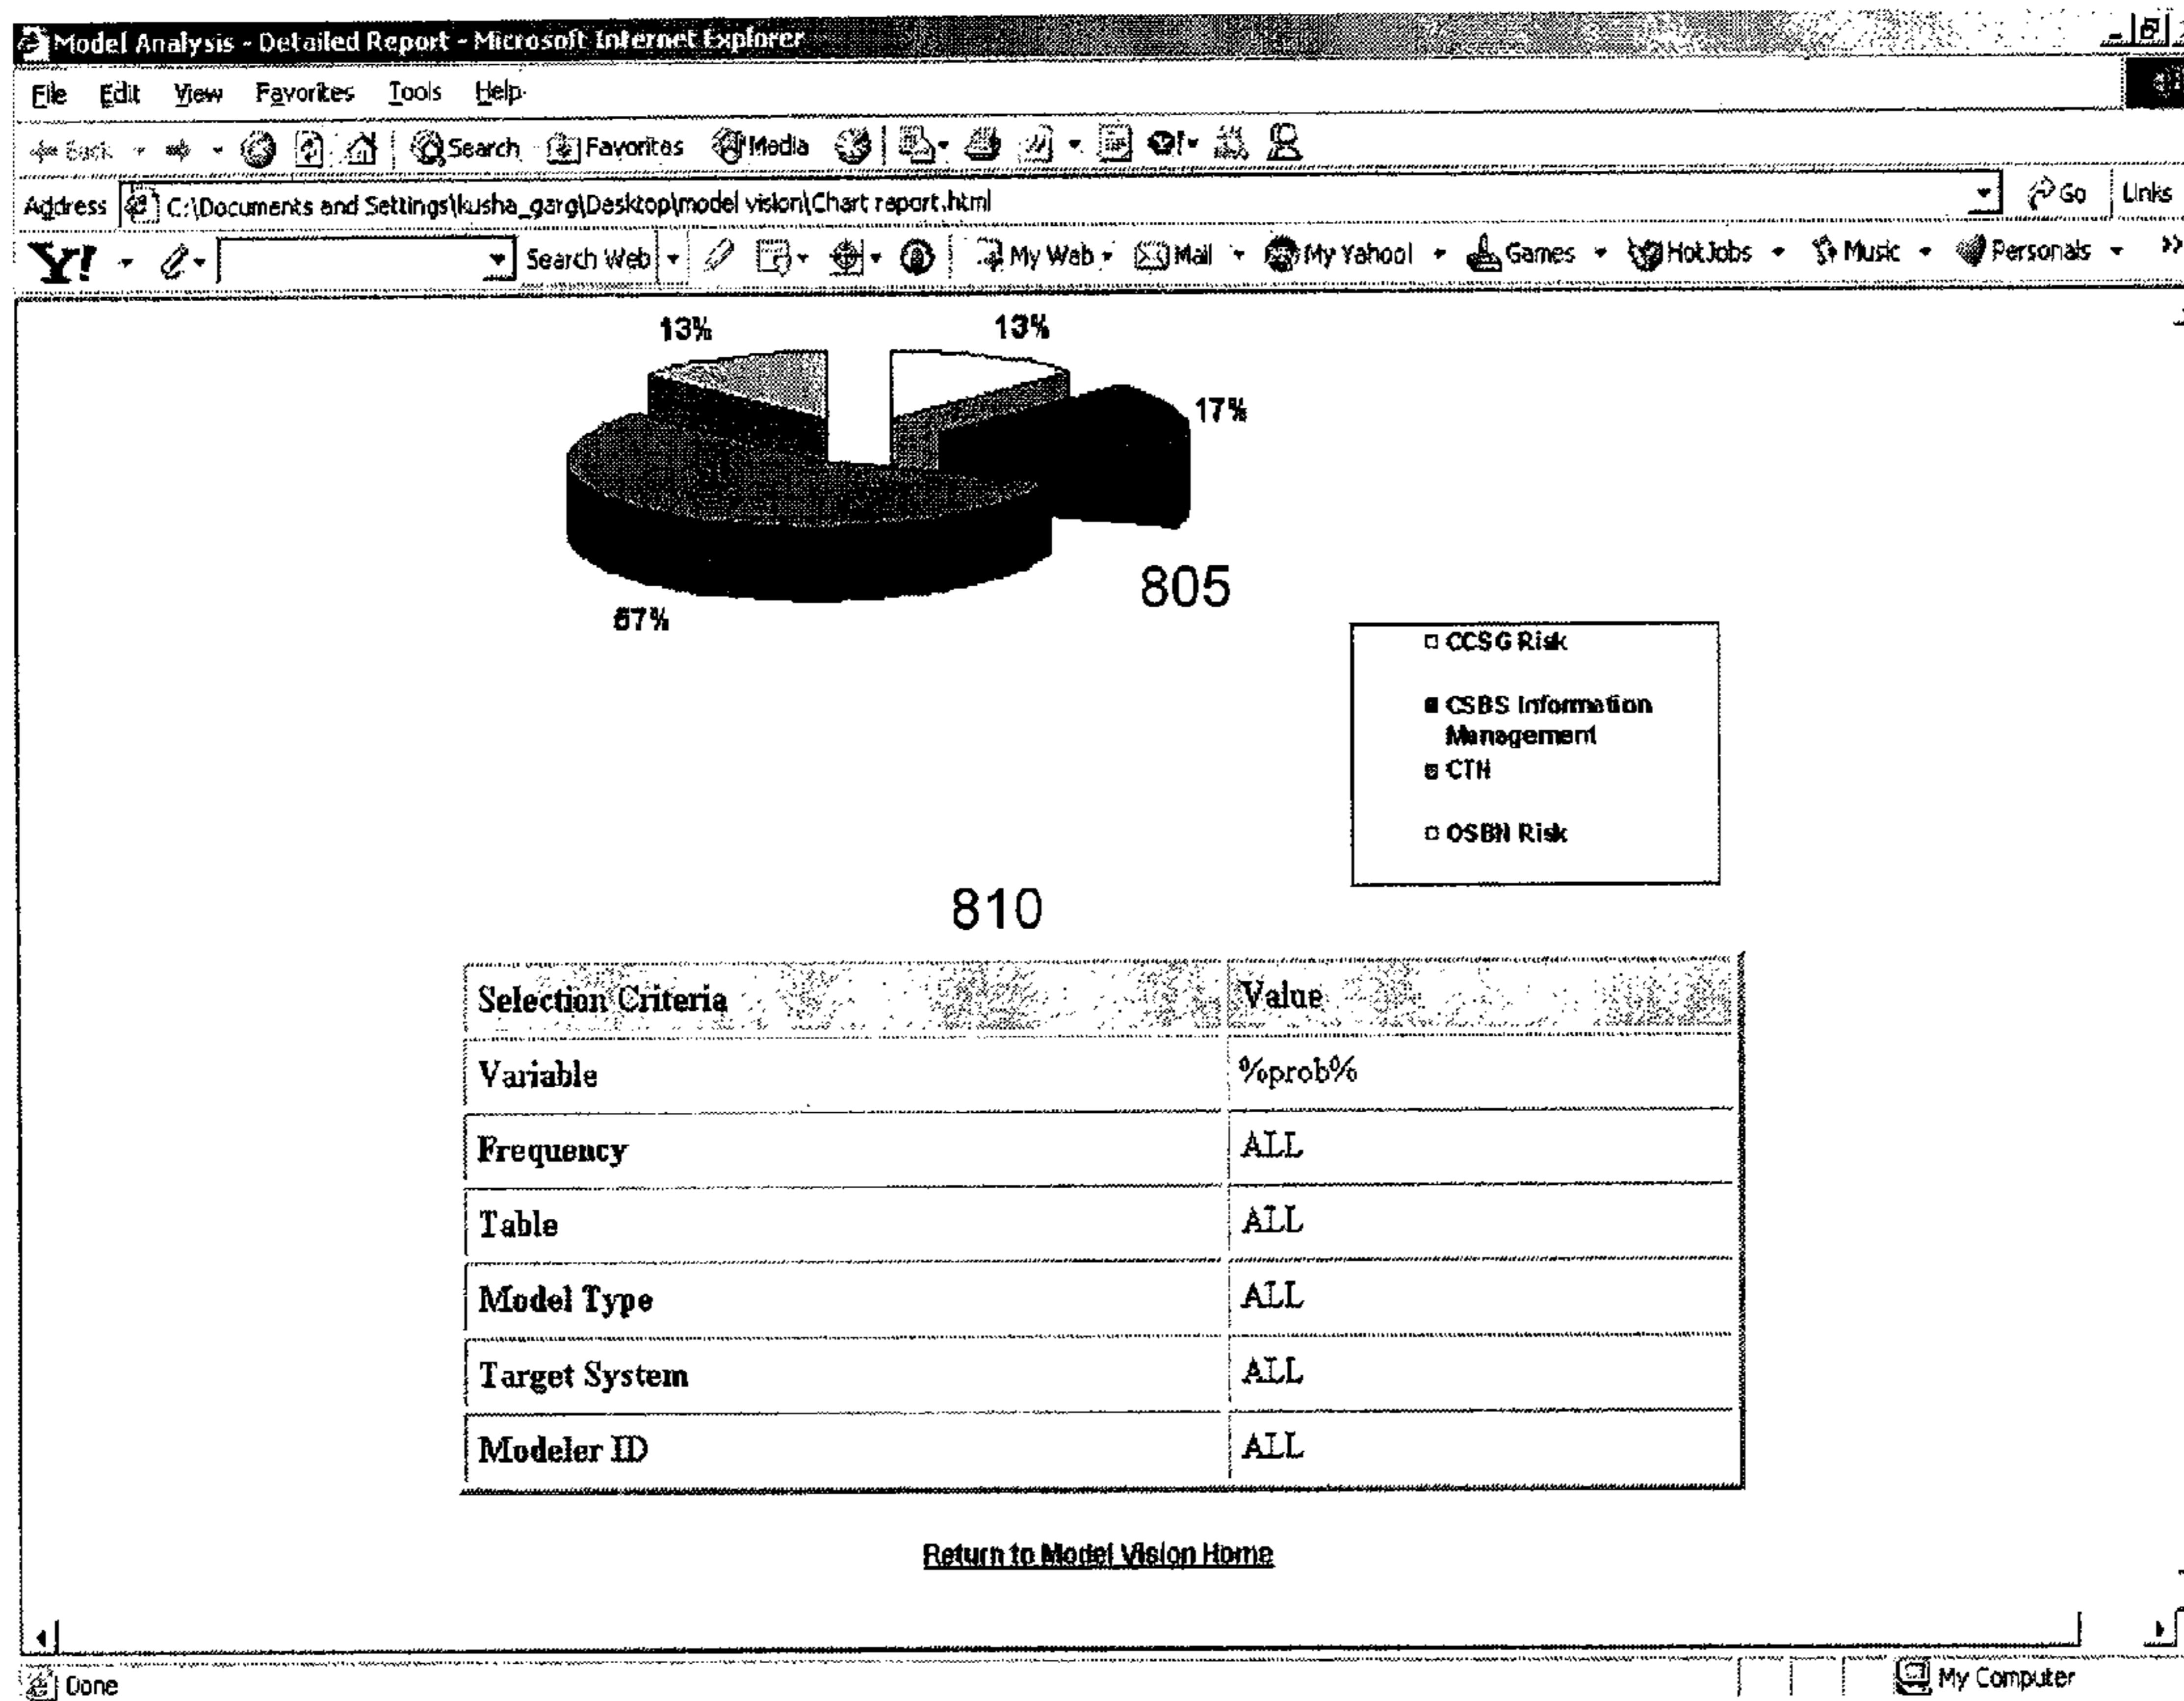 Model Analysis - Detailed Report - Microsoft Internet Explorer
File Edit View Favorites Tools Help
Back Search Favorites Media
Address C:\Documents and Settings\kusha_garg\Desktop\model vision\Chart report.html Go Links
Y! Search Web My Web Mail My Yahoo! Games HotJobs Music Personals »
13% 13%
17%
805
57%
CCSG Risk
CSBS Information
Management
CTN
OSBN Risk
810
Selection Criteria Value
Variable %prob%
Frequency ALL
Table ALL
Model Type ALL
Target System ALL
Modeler ID ALL
Return to Model Vision Home
Done My Computer